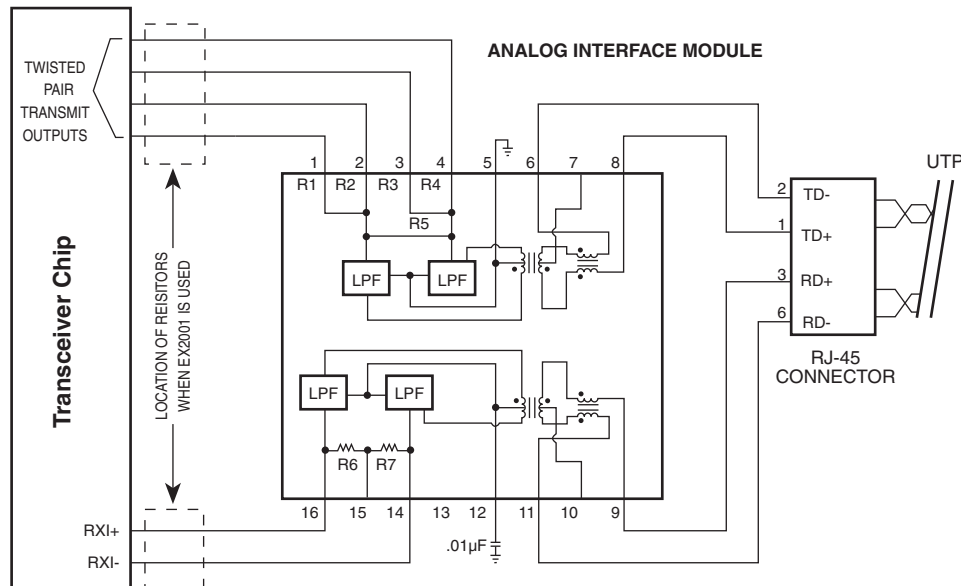 ANALOG INTERFACE MODULE
TWISTED
PAIR
TRANSMIT
OUTPUTS
1 2 3 4 5 6 7 8
R1 R2 R3 R4
R5
LPF LPF
UTP
2 TD-
1 TD+
3 RD+
6 RD-
RJ-45
CONNECTOR
Transceiver Chip
LOCATION OF REISITORS
WHEN EX2001 IS USED
LPF LPF
R6 R7
16 15 14 13 12 11 10 9
.01µF
RXI+
RXI-